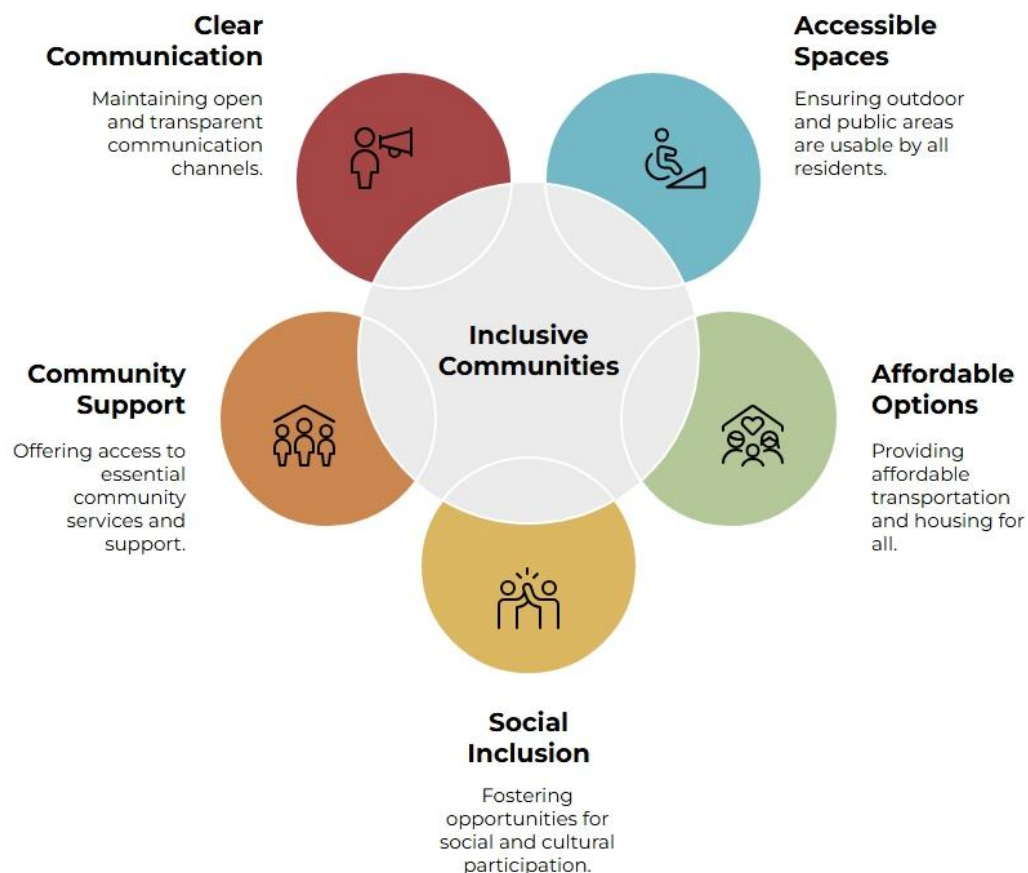 Clear
Communication
Maintaining open
and transparent
communication
channels.
Accessible
Spaces
Ensuring outdoor
and public areas
are usable by all
residents.
Inclusive
Communities
Community
Support
Offering access to
essential
community
services and
support.
Affordable
Options
Providing
affordable
transportation
and housing for
all.
Social
Inclusion
Fostering
opportunities for
social and cultural
participation.